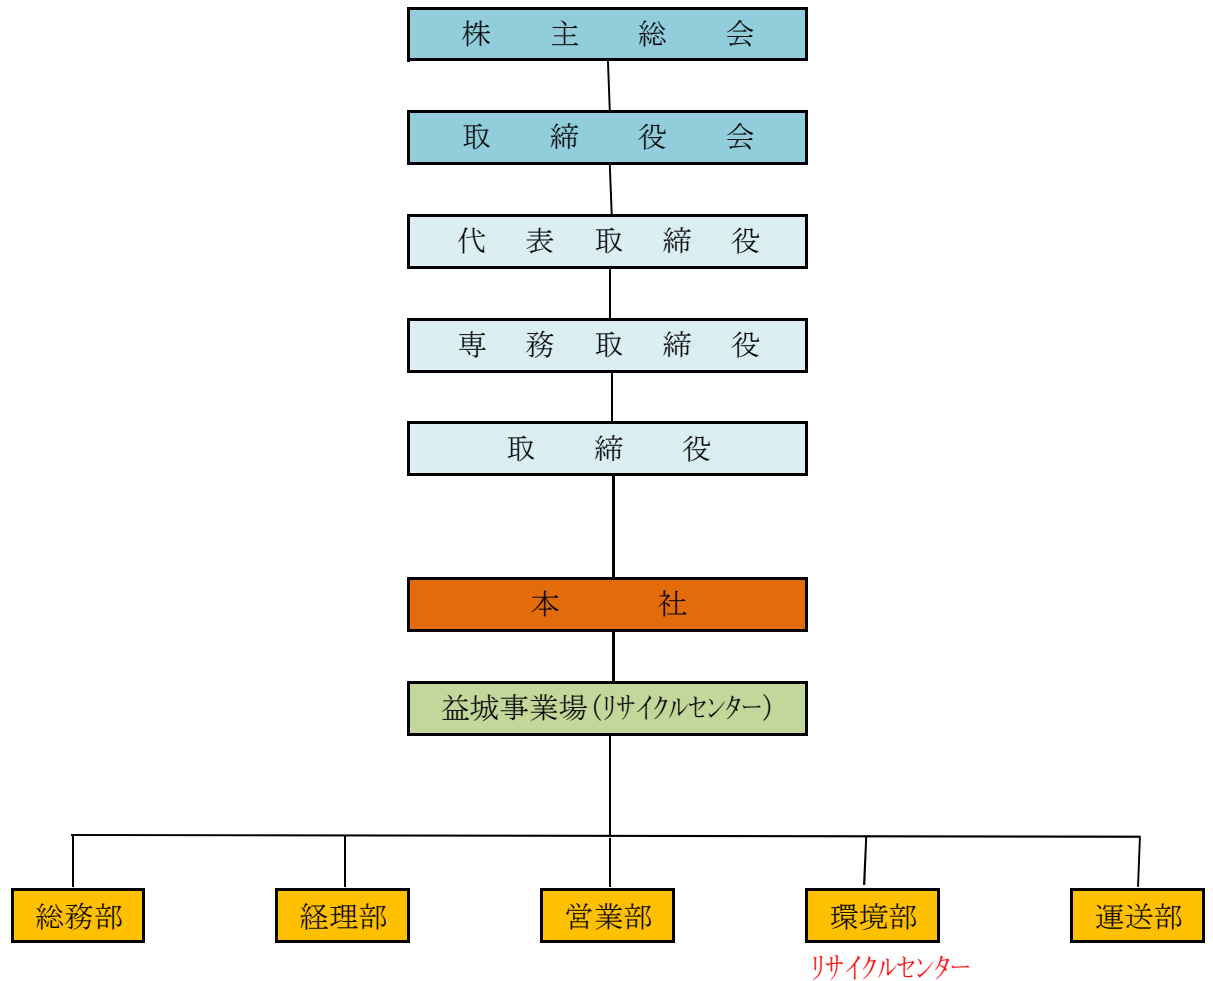 株主総会
取締役会
代表取締役
専務取締役
取締役
本社
益城事業場(リサイクルセンター)
総務部
経理部
営業部
環境部
運送部
リサイクルセンター